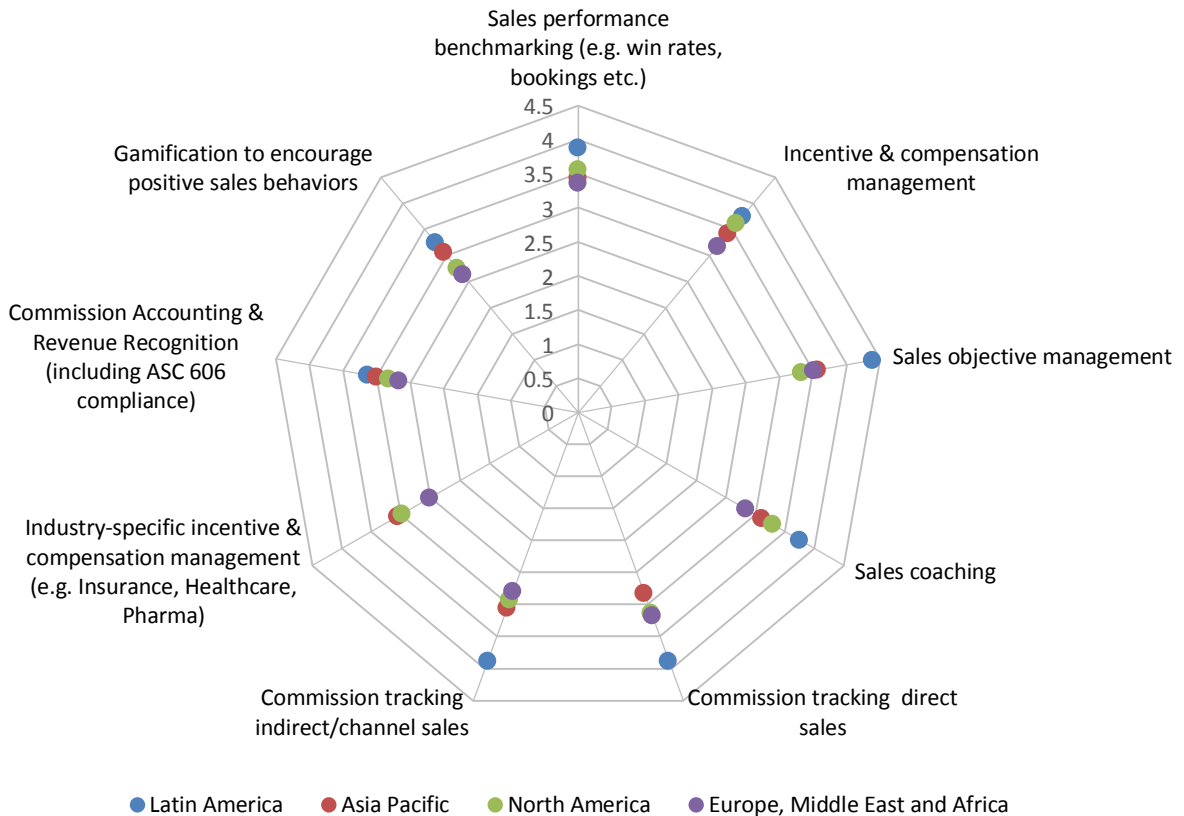 Sales performance
benchmarking (e.g. win rates,
bookings etc.)
4.5
4
3.5
3
2.5
2
1.5
1
0.5
0
Incentive & compensation
management
Sales objective management
Sales coaching
Commission tracking  direct
sales
Commission tracking
indirect/channel sales
Industry-specific incentive &
compensation management
(e.g. Insurance, Healthcare,
Pharma)
Commission Accounting &
Revenue Recognition
(including ASC 606
compliance)
Gamification to encourage
positive sales behaviors
Latin America
Asia Pacific
North America
Europe, Middle East and Africa